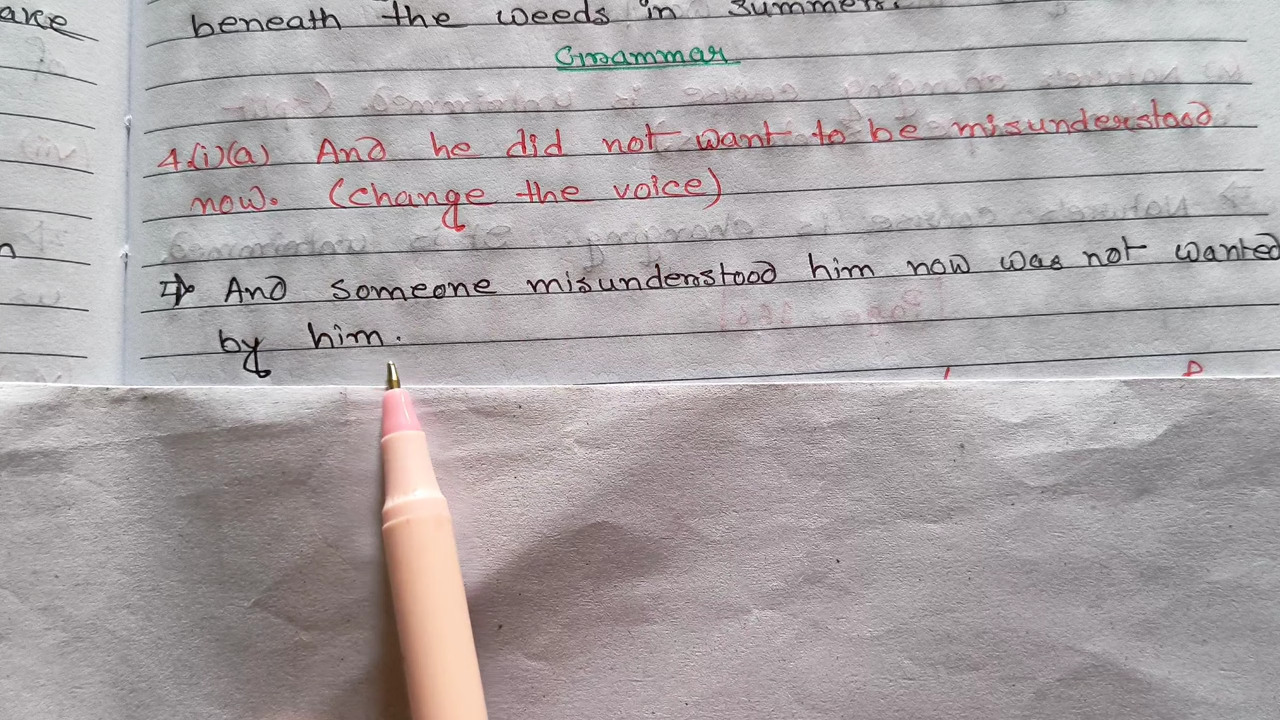 are
beneath the weeds in summer.
Grammar
4.(i)(a) And he did not want to be misunderstood
now. (change the voice)
⇒ And someone misunderstood him now was not wanted
by him.